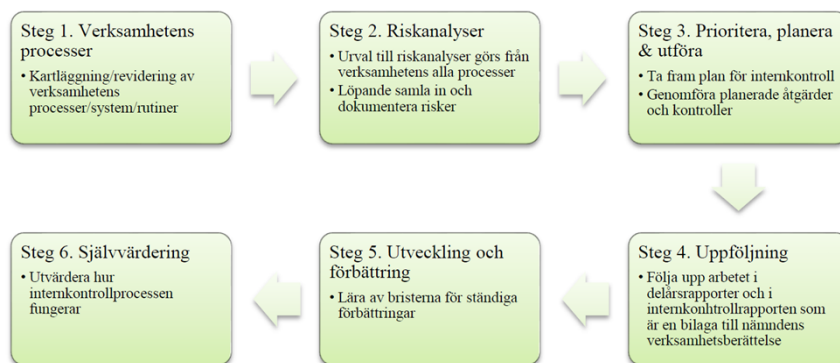 Steg 1. Verksamhetens
processer
• Kartläggning/revidering av
verksamhetens
processer/system/rutiner
Steg 2. Riskanalyser
• Urval till riskanalyser görs från
verksamhetens alla processer
• Löpande samla in och
dokumentera risker
Steg 3. Prioritera, planera
& utföra
• Ta fram plan för internkontroll
• Genomföra planerade åtgärder
och kontroller
Steg 4. Uppföljning
• Följa upp arbetet i
delårsrapporter och i
internkonhtrollrapporten som
är en bilaga till nämndens
verksamhetsberättelse
Steg 5. Utveckling och
förbättring
• Lära av bristerna för ständiga
förbättringar
Steg 6. Självvärdering
• Utvärdera hur
internkontrollprocessen
fungerar